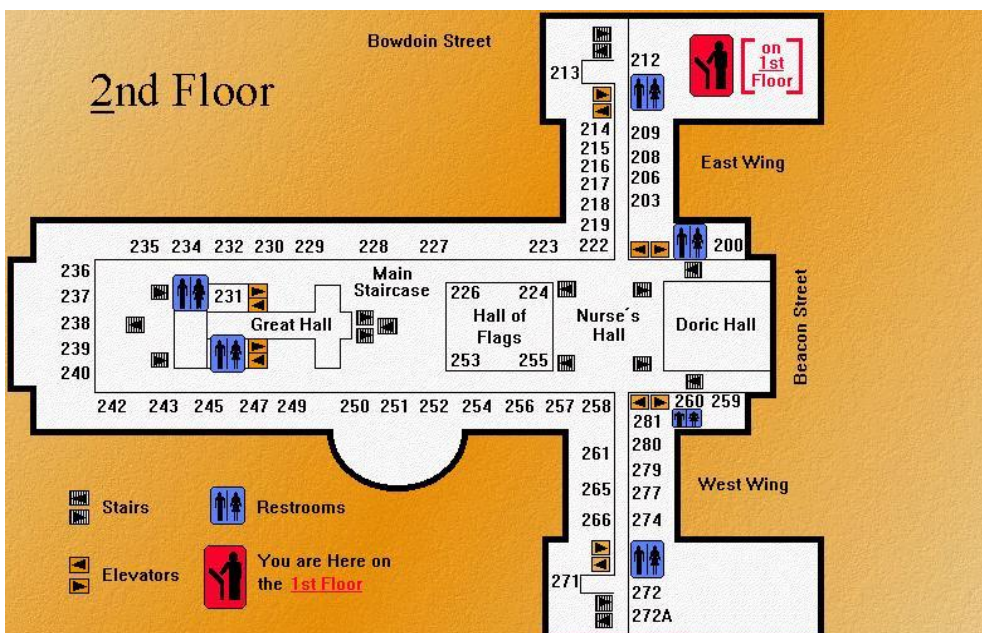 Bowdoin Street
2nd Floor
on
1st
Floor
213
212
214
215
216
217
218
219
222
209
208
206
203
East Wing
235 234 232 230 229 228 227 223
200
236
237
238
239
240
231
Main
Staircase
Great Hall
226 224
Hall of
Flags
253 255
Nurse's
Hall
Doric Hall
Beacon Street
242 243 245 247 249 250 251 252 254 256 257 258
260 259
281
280
279
277
274
261
265
266
West Wing
271
272
272A
Stairs
Restrooms
Elevators
You are Here on
the 1st Floor